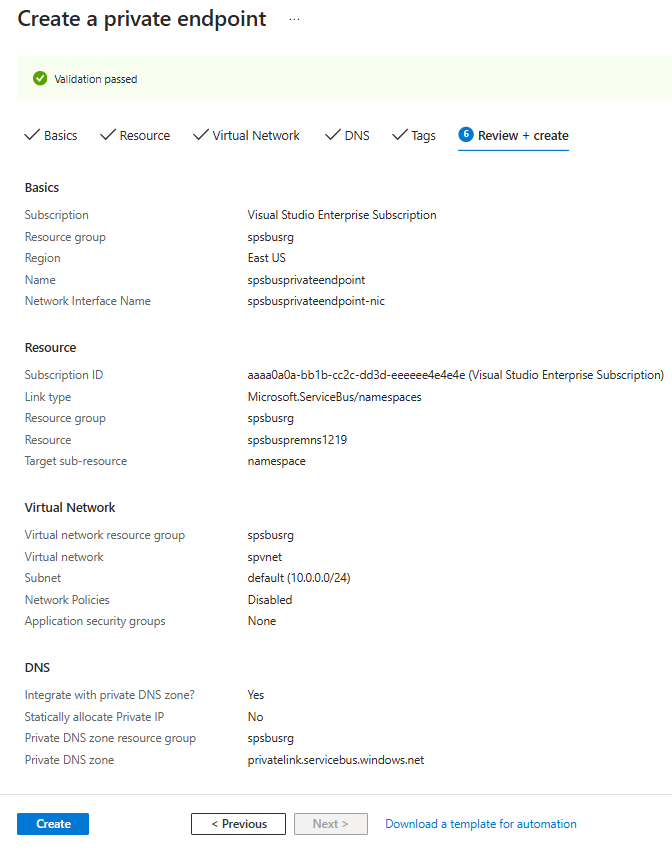 Create a private endpoint ...
Validation passed
Basics Resource Virtual Network DNS Tags 6 Review + create
Basics
Subscription Visual Studio Enterprise Subscription
Resource group spsbusrg
Region East US
Name spsbusprivateendpoint
Network Interface Name spsbusprivateendpoint-nic
Resource
Subscription ID aaaa0a0a-bb1b-cc2c-dd3d-eeeeee4e4e4e (Visual Studio Enterprise Subscription)
Link type Microsoft.ServiceBus/namespaces
Resource group spsbusrg
Resource spsbuspremns1219
Target sub-resource namespace
Virtual Network
Virtual network resource group spsbusrg
Virtual network spvnet
Subnet default (10.0.0.0/24)
Network Policies Disabled
Application security groups None
DNS
Integrate with private DNS zone? Yes
Statically allocate Private IP No
Private DNS zone resource group spsbusrg
Private DNS zone privatelink.servicebus.windows.net
Create < Previous Next > Download a template for automation